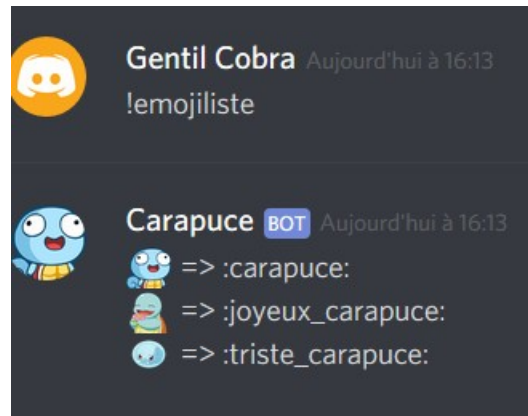 Gentil Cobra Aujourd'hui à 16:13
!emojiliste
Carapuce BOT Aujourd'hui à 16:13
=> :carapuce:
=> :joyeux_carapuce:
=> :triste_carapuce: